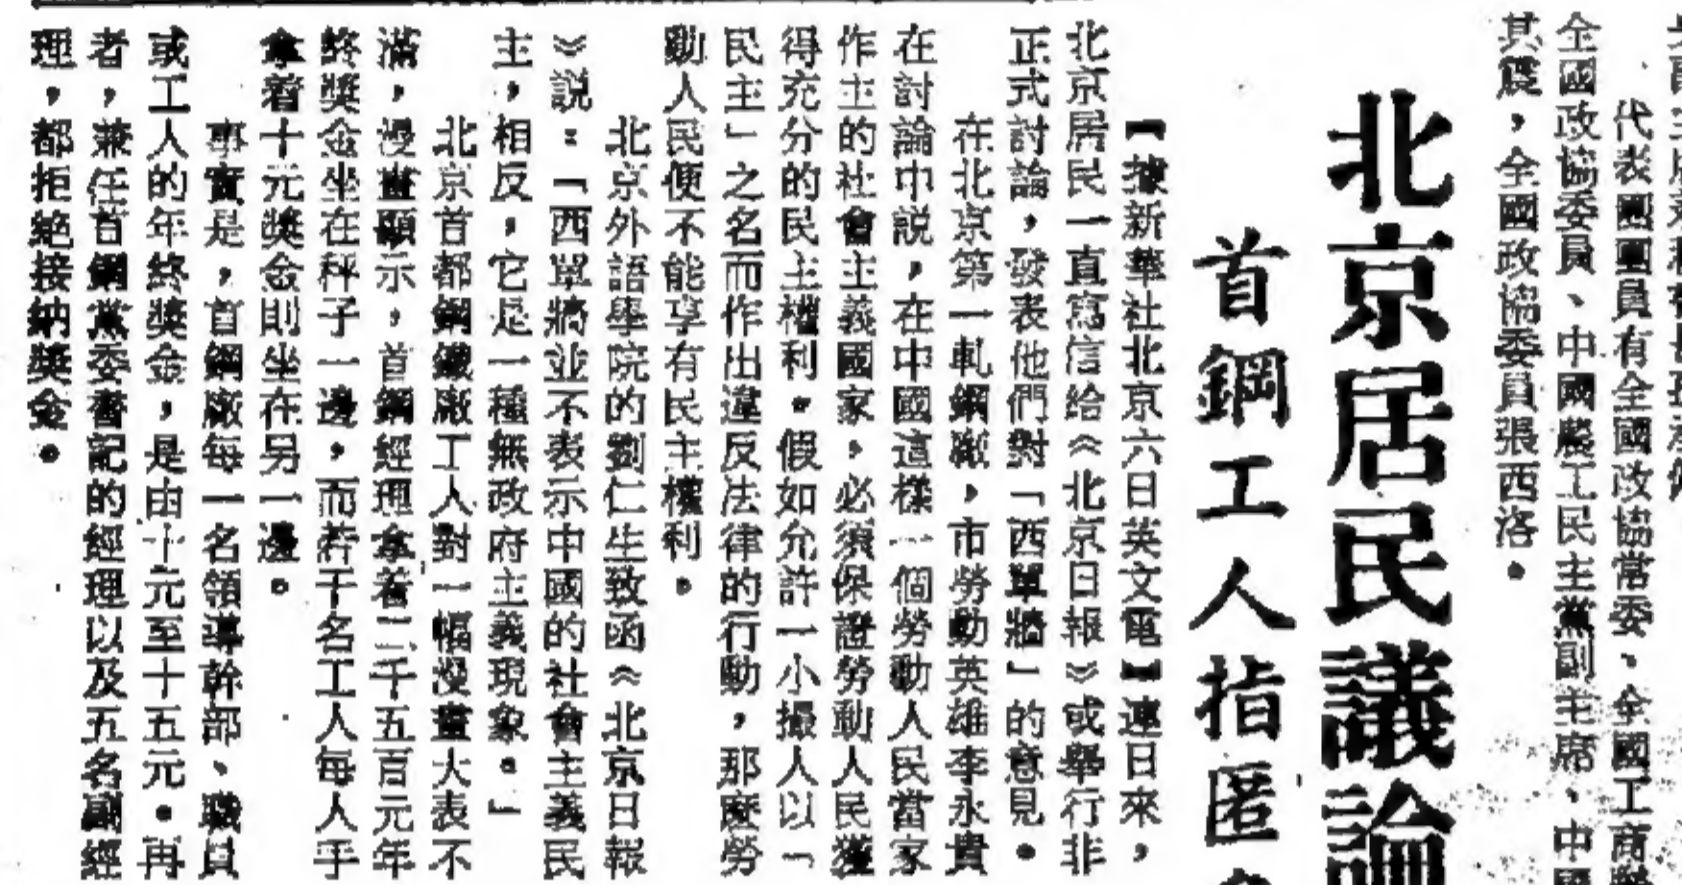 代表團團員有全國政協常委、全國工商聯
全國政協委員、中國農工民主黨副主席、中國
其震，全國政協委員張西洛。
北京居民議論
首鋼工人指匿名
【據新華社北京六日英文電】連日來，
北京居民一直寫信給《北京日報》或舉行非
正式討論，發表他們對「西單牆」的意見。
在北京第一軋鋼廠，市勞動英雄李永貴
在討論中説，在中國這樣一個勞動人民當家
作主的社會主義國家，必須保證勞動人民獲
得充分的民主權利。假如允許一小撮人以「
民主」之名而作出違反法律的行動，那麼勞
動人民便不能享有民主權利。
北京外語學院的劉仁生致函《北京日報
》説：「西單牆並不表示中國的社會主義民
主，相反，它是一種無政府主義現象。」
北京首都鋼鐵廠工人對一幅漫畫大表不
滿，漫畫顯示，首鋼經理拿着二千五百元年
終獎金坐在秤子一邊，而若干名工人每人手
拿着十元獎金則坐在另一邊。
事實是，首鋼廠每一名領導幹部、職員
或工人的年終獎金，是由十元至十五元。再
者，兼任首鋼黨委書記的經理以及五名副經
理，都拒絕接納獎金。